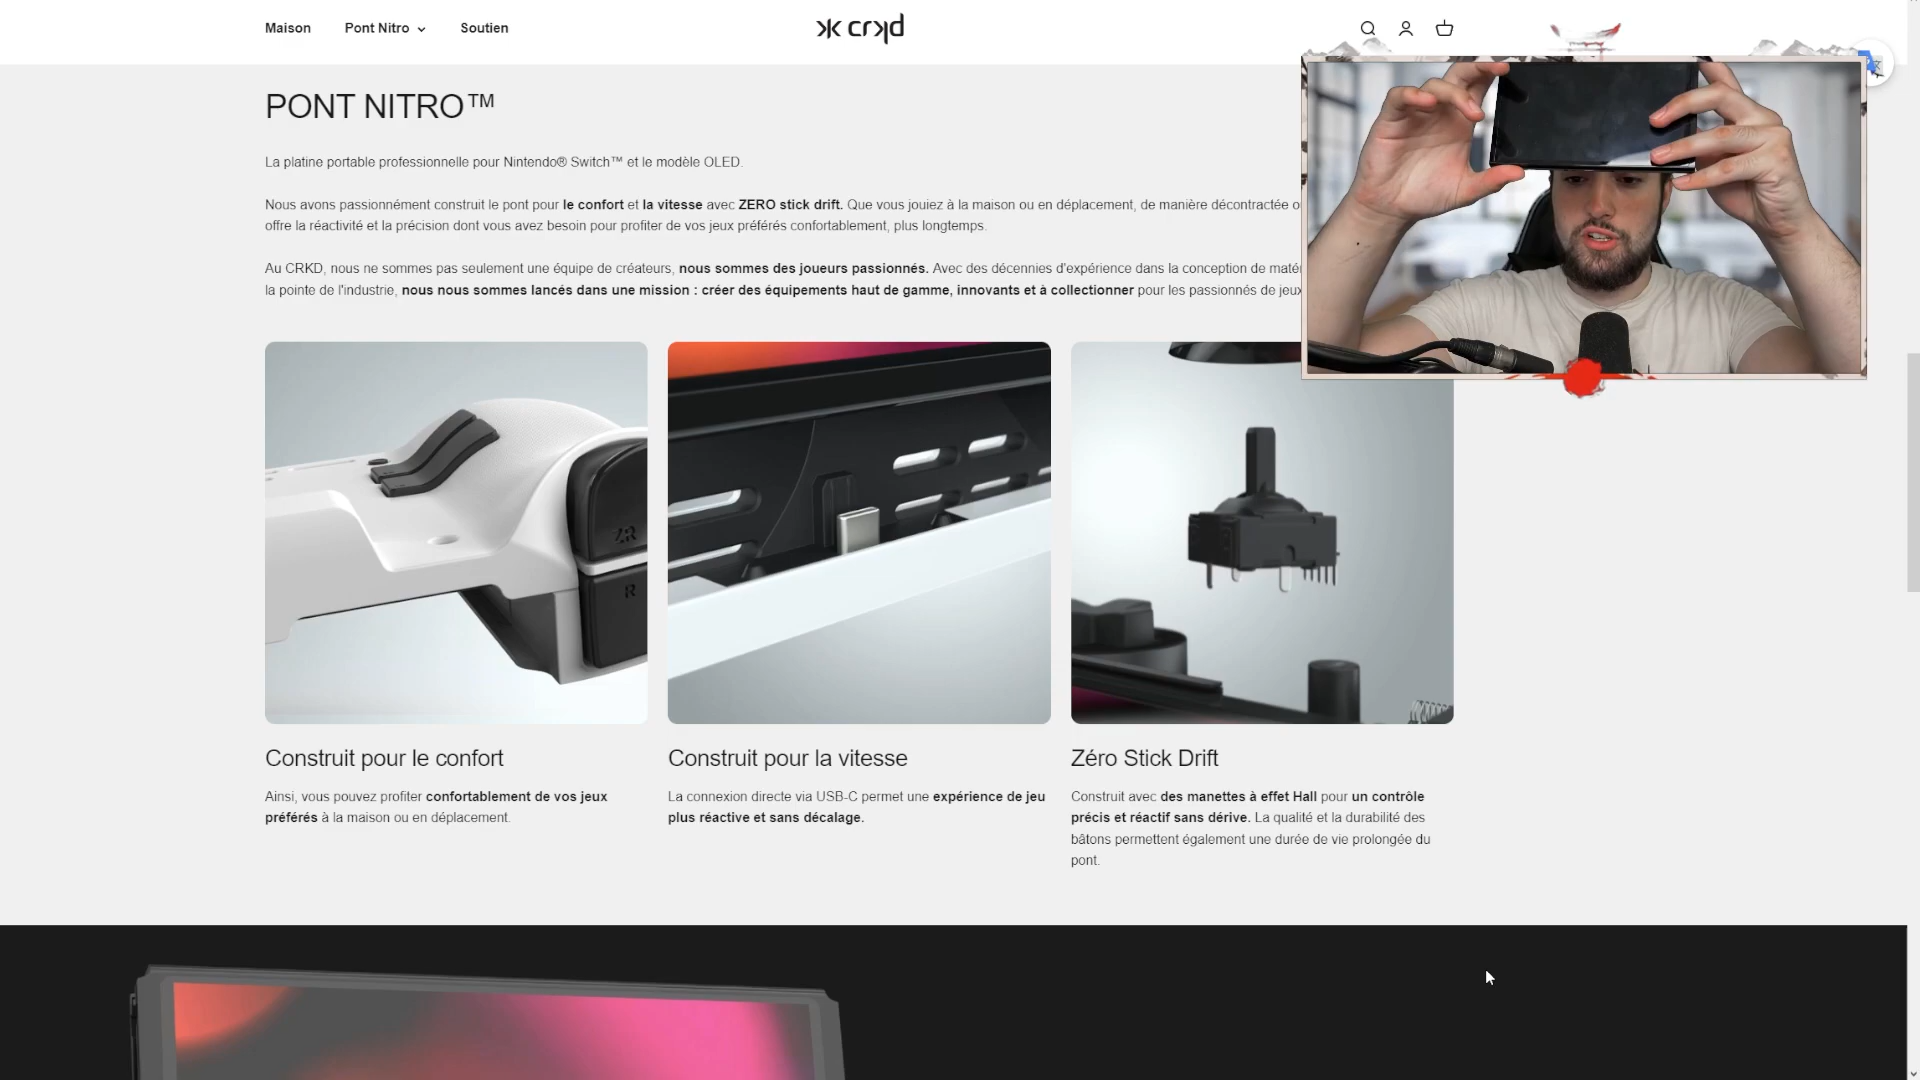 Maison
Pont Nitro
Soutien
crkd
PONT NITRO™
La platine portable professionnelle pour Nintendo® Switch™ et le modèle OLED.
Nous avons passionnément construit le pont pour le confort et la vitesse avec ZERO stick drift. Que vous jouiez à la maison ou en déplacement, de manière décontractée
offre la réactivité et la précision dont vous avez besoin pour profiter de vos jeux préférés confortablement, plus longtemps.
Au CRKD, nous ne sommes pas seulement une équipe de créateurs, nous sommes des joueurs passionnés. Avec des décennies d'expérience dans la conception de
la pointe de l'industrie, nous nous sommes lancés dans une mission : créer des équipements haut de gamme, innovants et à collectionner pour les passionnés de jeux
ZR
R
Construit pour le confort
Ainsi, vous pouvez profiter confortablement de vos jeux
préférés à la maison ou en déplacement.
Construit pour la vitesse
La connexion directe via USB-C permet une expérience de jeu
plus réactive et sans décalage.
Zéro Stick Drift
Construit avec des manettes à effet Hall pour un contrôle
précis et réactif sans dérive. La qualité et la durabilité des
bâtons permettent également une durée de vie prolongée du
pont.